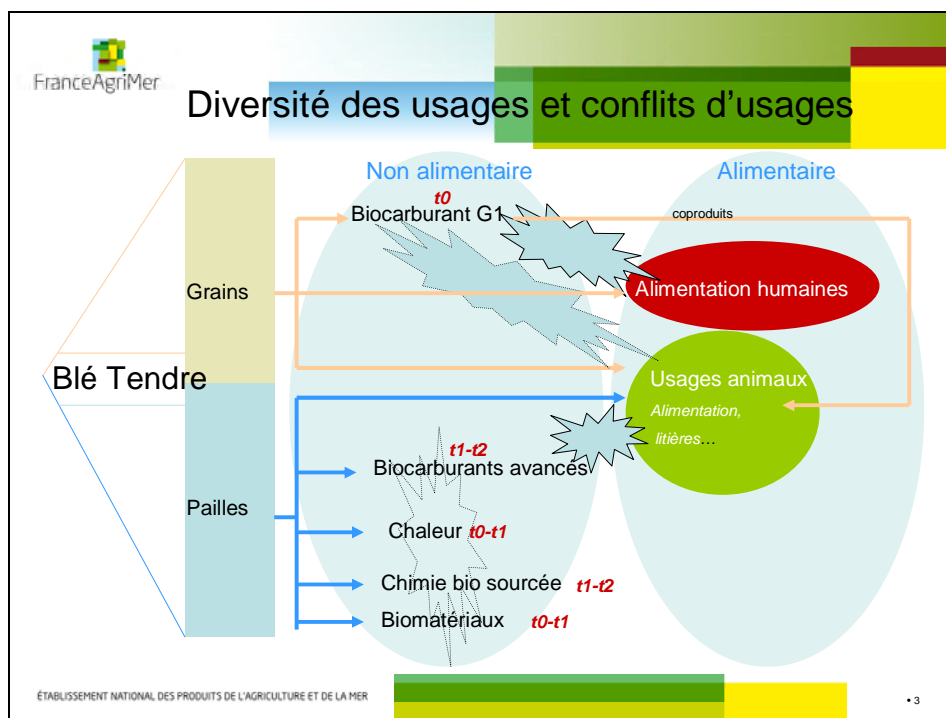 FranceAgriMer
Diversité des usages et conflits d'usages
Non alimentaire
Alimentaire
t0
Biocarburant G1
coproduits
Grains
Alimentation humaines
Blé Tendre
Usages animaux
Alimentation,
litières…
t1-t2
Biocarburants avancés
Pailles
Chaleur t0-t1
Chimie bio sourcée t1-t2
Biomatériaux t0-t1
ÉTABLISSEMENT NATIONAL DES PRODUITS DE L'AGRICULTURE ET DE LA MER
• 3